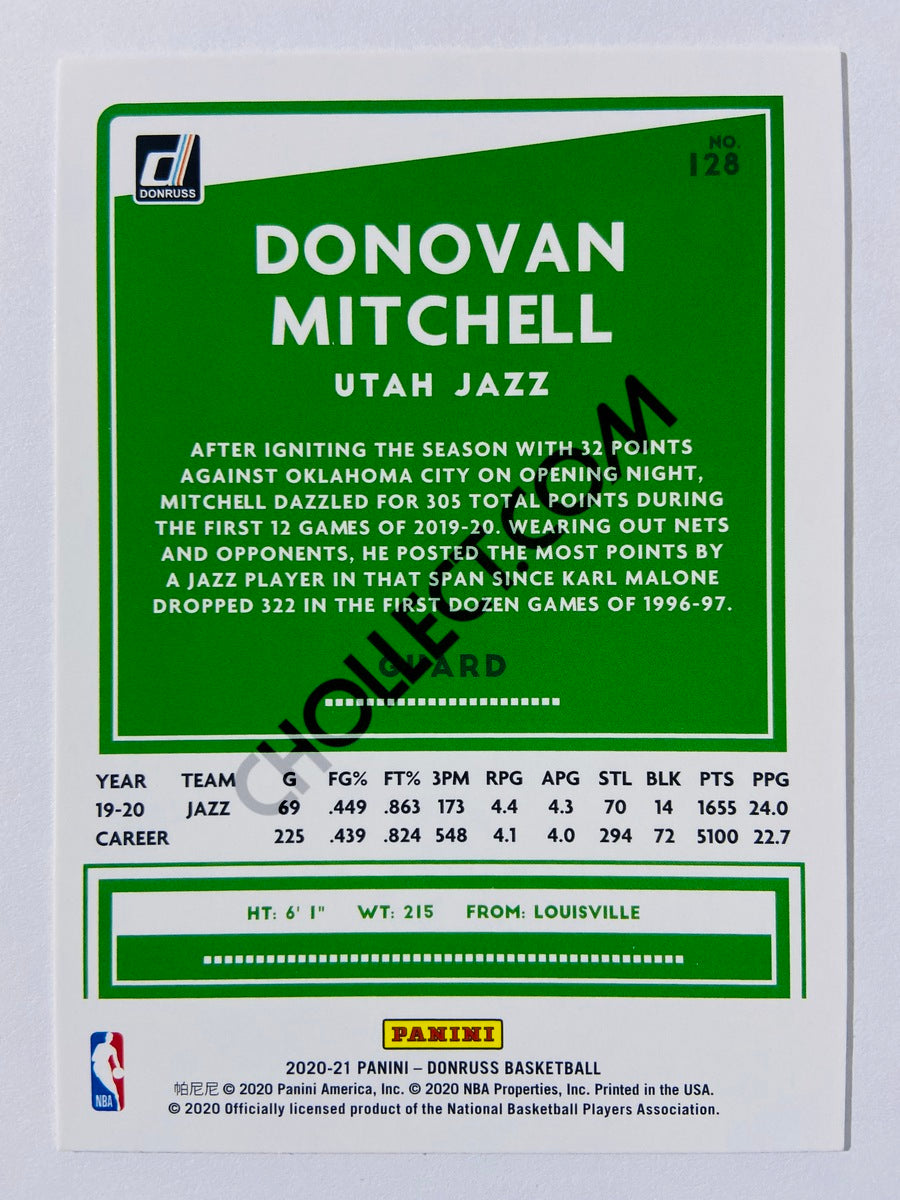 DONRUSS
NO.
128
DONOVAN
MITCHELL
UTAH JAZZ
AFTER IGNITING THE SEASON WITH 32 POINTS
AGAINST OKLAHOMA CITY ON OPENING NIGHT,
MITCHELL DAZZLED FOR 305 TOTAL POINTS DURING
THE FIRST 12 GAMES OF 2019-20. WEARING OUT NETS
AND OPPONENTS, HE POSTED THE MOST POINTS BY
A JAZZ PLAYER IN THAT SPAN SINCE KARL MALONE
DROPPED 322 IN THE FIRST DOZEN GAMES OF 1996-97.
GUARD
CHOLLECT.COM
YEAR TEAM G FG% FT% 3PM RPG APG STL BLK PTS PPG
19-20 JAZZ 69 .449 .863 173 4.4 4.3 70 14 1655 24.0
CAREER 225 .439 .824 548 4.1 4.0 294 72 5100 22.7
HT: 6' 1" WT: 215 FROM: LOUISVILLE
PANINI
NBA
2020-21 PANINI – DONRUSS BASKETBALL
帕尼尼 © 2020 Panini America, Inc. © 2020 NBA Properties, Inc. Printed in the USA.
© 2020 Officially licensed product of the National Basketball Players Association.